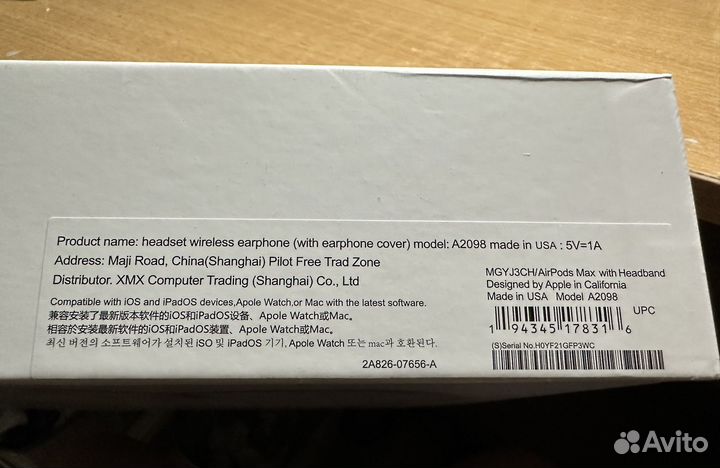 Product name: headset wireless earphone (with earphone cover) model: A2098 made in USA : 5V=1A
Address: Maji Road, China(Shanghai) Pilot Free Trad Zone
Distributor. XMX Computer Trading (Shanghai) Co., Ltd
Compatible with iOS and iPadOS devices,Apole Watch,or Mac with the latest software.
兼容安装了最新版本软件的iOS和iPadOS设备、Apole Watch或Mac。
相容於安装最新软件的iOS和iPadOS装置、Apole Watch或Mac。
최신 버전의 소프트웨어가 설치된 iSO 및 iPadOS 기기, Apole Watch 또는 mac과 호환된다.
2A826-07656-A
MGYJ3CH/AirPods Max with Headband
Designed by Apple in California
Made in USA Model A2098
UPC
1 94345 17831 6
(S)Serial No.H0YF21GFP3WC
Avito